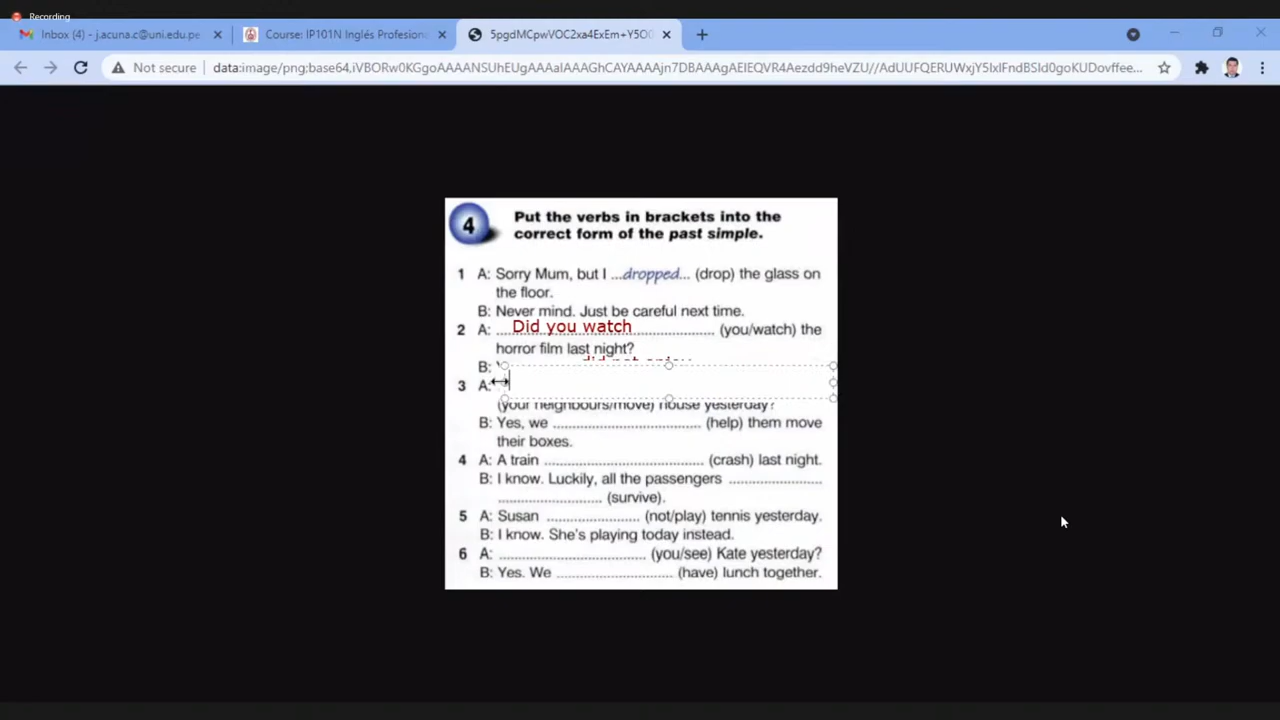 Recording
Inbox (4) - j.acuna.c@uni.edu.pe
Course: IP101N Inglés Profesion
5pgdMCpwVOC2xa4ExEm+Y5O0
Not secure
data:image/png;base64,iVBORw0KGgoAAAANSUhEUgAAAaIAAAGhCAYAAAAjn7DBAAAgAElEQVR4Aezdd9heVZU//AdUUFQERUWxjY5lxlFndBSld0goKUDovffee...
4
Put the verbs in brackets into the
correct form of the past simple.
1 A: Sorry Mum, but I ...dropped... (drop) the glass on
the floor.
B: Never mind. Just be careful next time.
2 A: Did you watch .................... (you/watch) the
horror film last night?
did not enjoy
B:
3 A:
(your neighbours/move) house yesterday?
B: Yes, we .................................... (help) them move
their boxes.
4 A: A train .................................... (crash) last night.
B: I know. Luckily, all the passengers ......................
........................ (survive).
5 A: Susan ...................... (not/play) tennis yesterday.
B: I know. She's playing today instead.
6 A: .................................... (you/see) Kate yesterday?
B: Yes. We ............................ (have) lunch together.